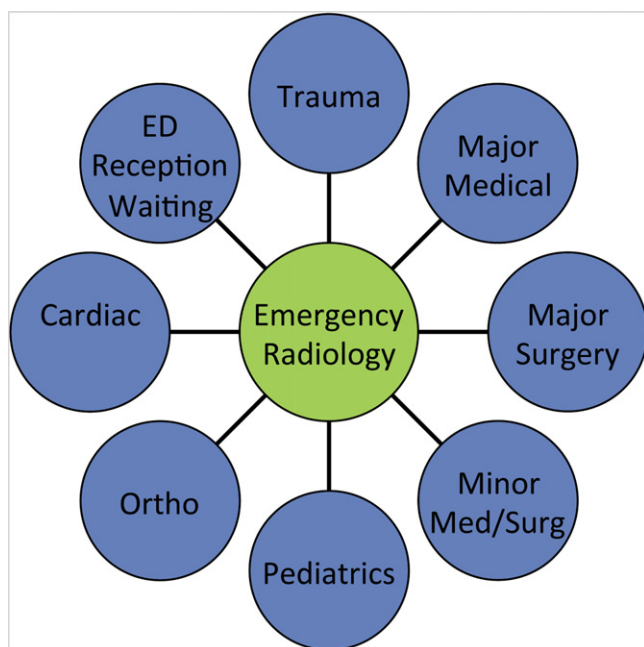 Trauma
ED
Reception
Waiting
Major
Medical
Cardiac
Emergency
Radiology
Major
Surgery
Ortho
Minor
Med/Surg
Pediatrics